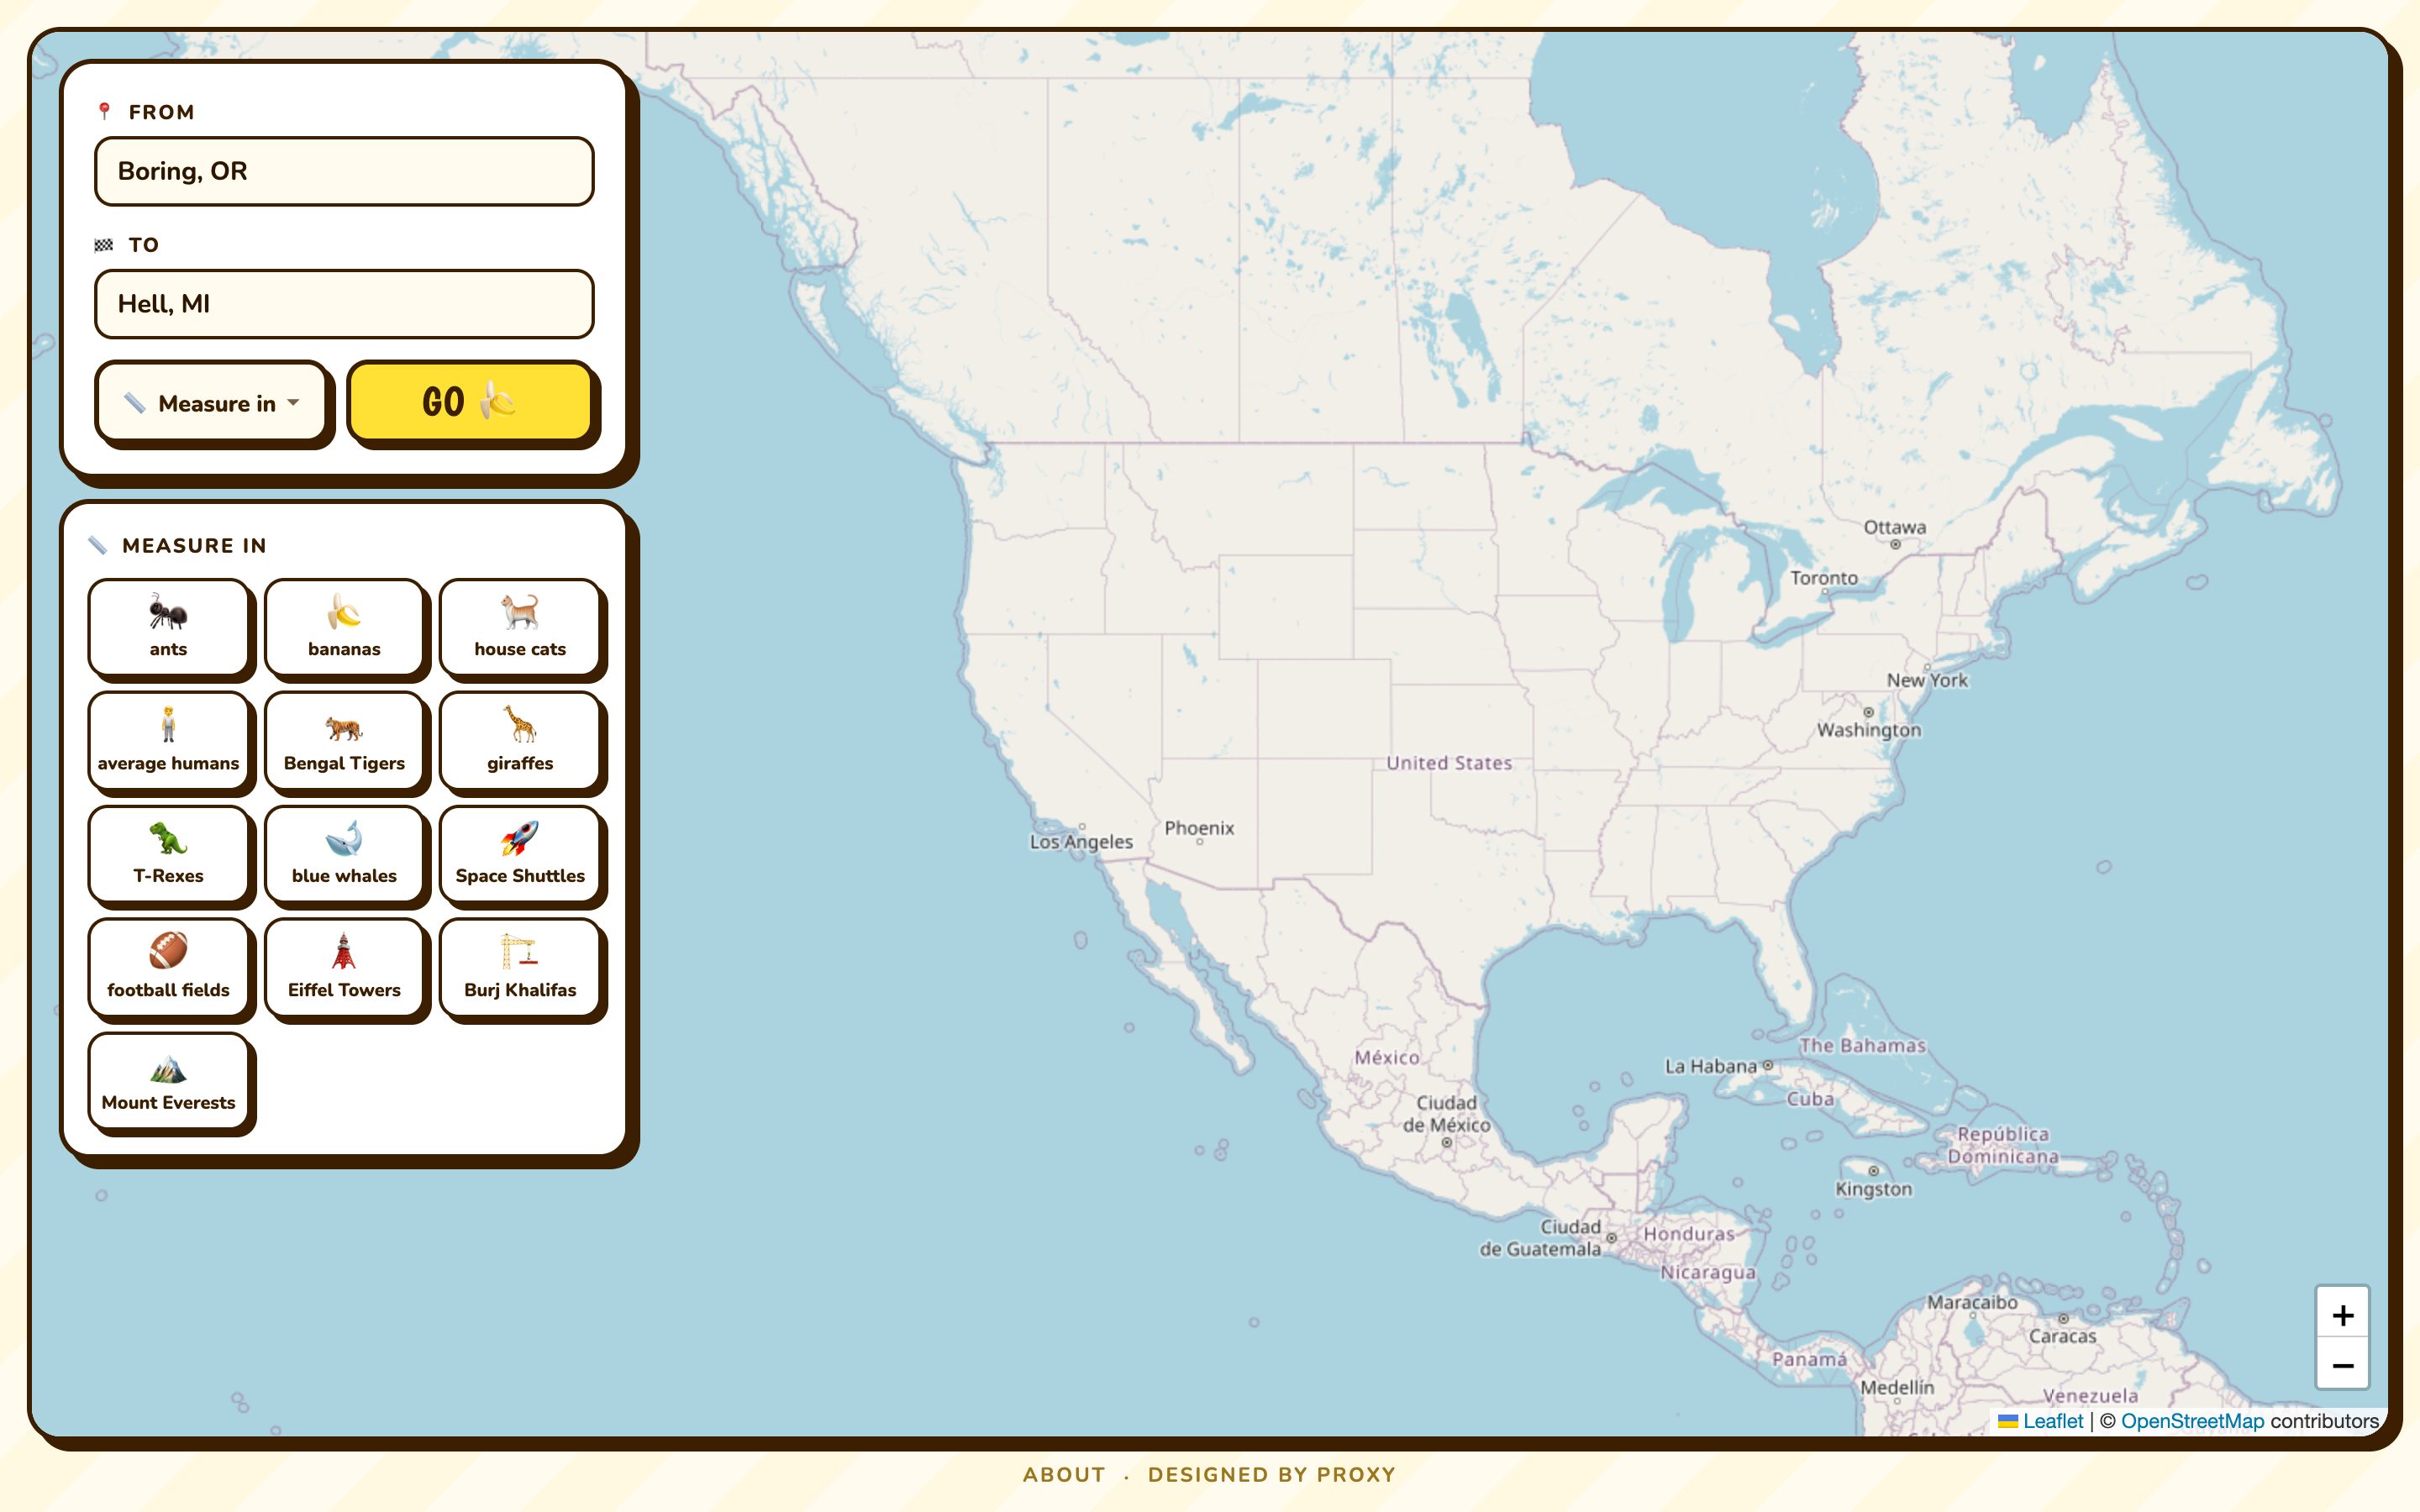 FROM
Boring, OR
TO
Hell, MI
Measure in
GO
MEASURE IN
ants
bananas
house cats
average humans
Bengal Tigers
giraffes
T-Rexes
blue whales
Space Shuttles
football fields
Eiffel Towers
Burj Khalifas
Mount Everests
Ottawa
Toronto
New York
Washington
United States
Los Angeles
Phoenix
México
Ciudad
de México
La Habana
The Bahamas
Cuba
República
Dominicana
Kingston
Ciudad
de Guatemala
Honduras
Nicaragua
Maracaibo
Caracas
Panamá
Medellín
Venezuela
+
−
Leaflet | © OpenStreetMap contributors
ABOUT · DESIGNED BY PROXY